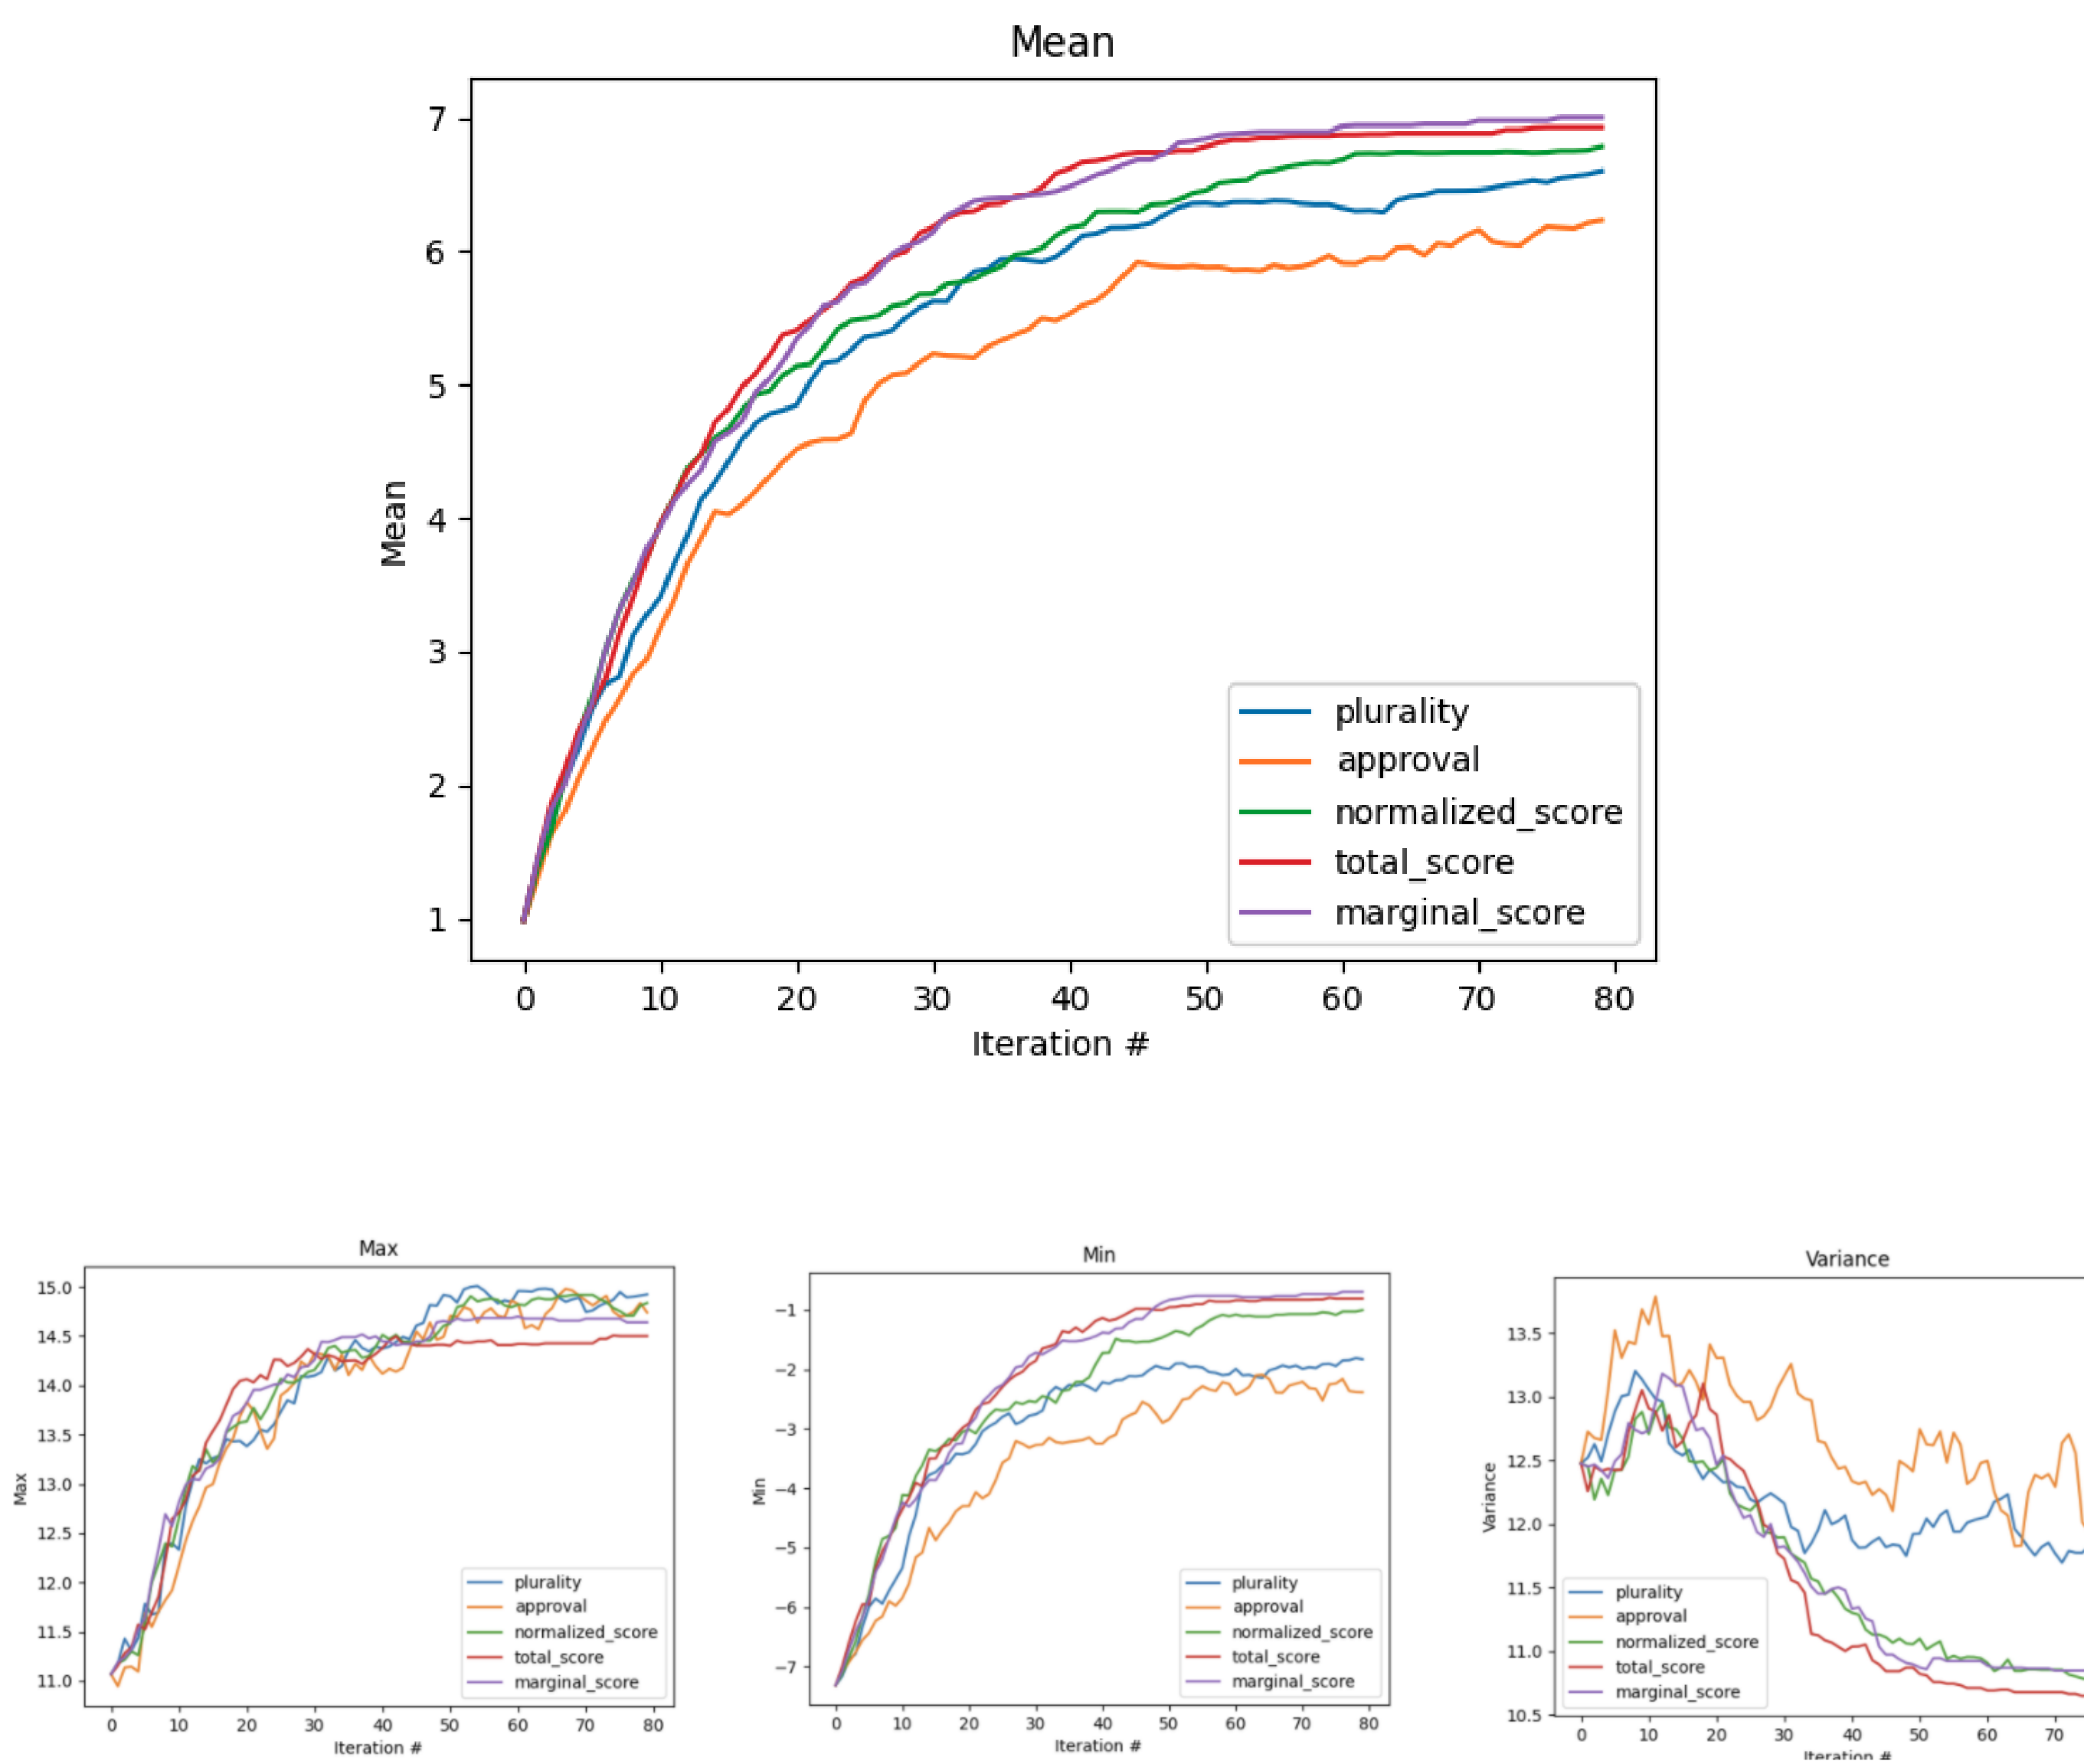 Mean
7
6
5
4
3
2
1
Mean
plurality
approval
normalized_score
total_score
marginal_score
0 10 20 30 40 50 60 70 80
Iteration #
Max
15.0
14.5
14.0
13.5
13.0
12.5
12.0
11.5
11.0
Max
plurality
approval
normalized_score
total_score
marginal_score
0 10 20 30 40 50 60 70 80
Iteration #
Min
−1
−2
−3
−4
−5
−6
−7
Min
plurality
approval
normalized_score
total_score
marginal_score
0 10 20 30 40 50 60 70 80
Iteration #
Variance
13.5
13.0
12.5
12.0
11.5
11.0
10.5
Variance
plurality
approval
normalized_score
total_score
marginal_score
0 10 20 30 40 50 60 70
Iteration #